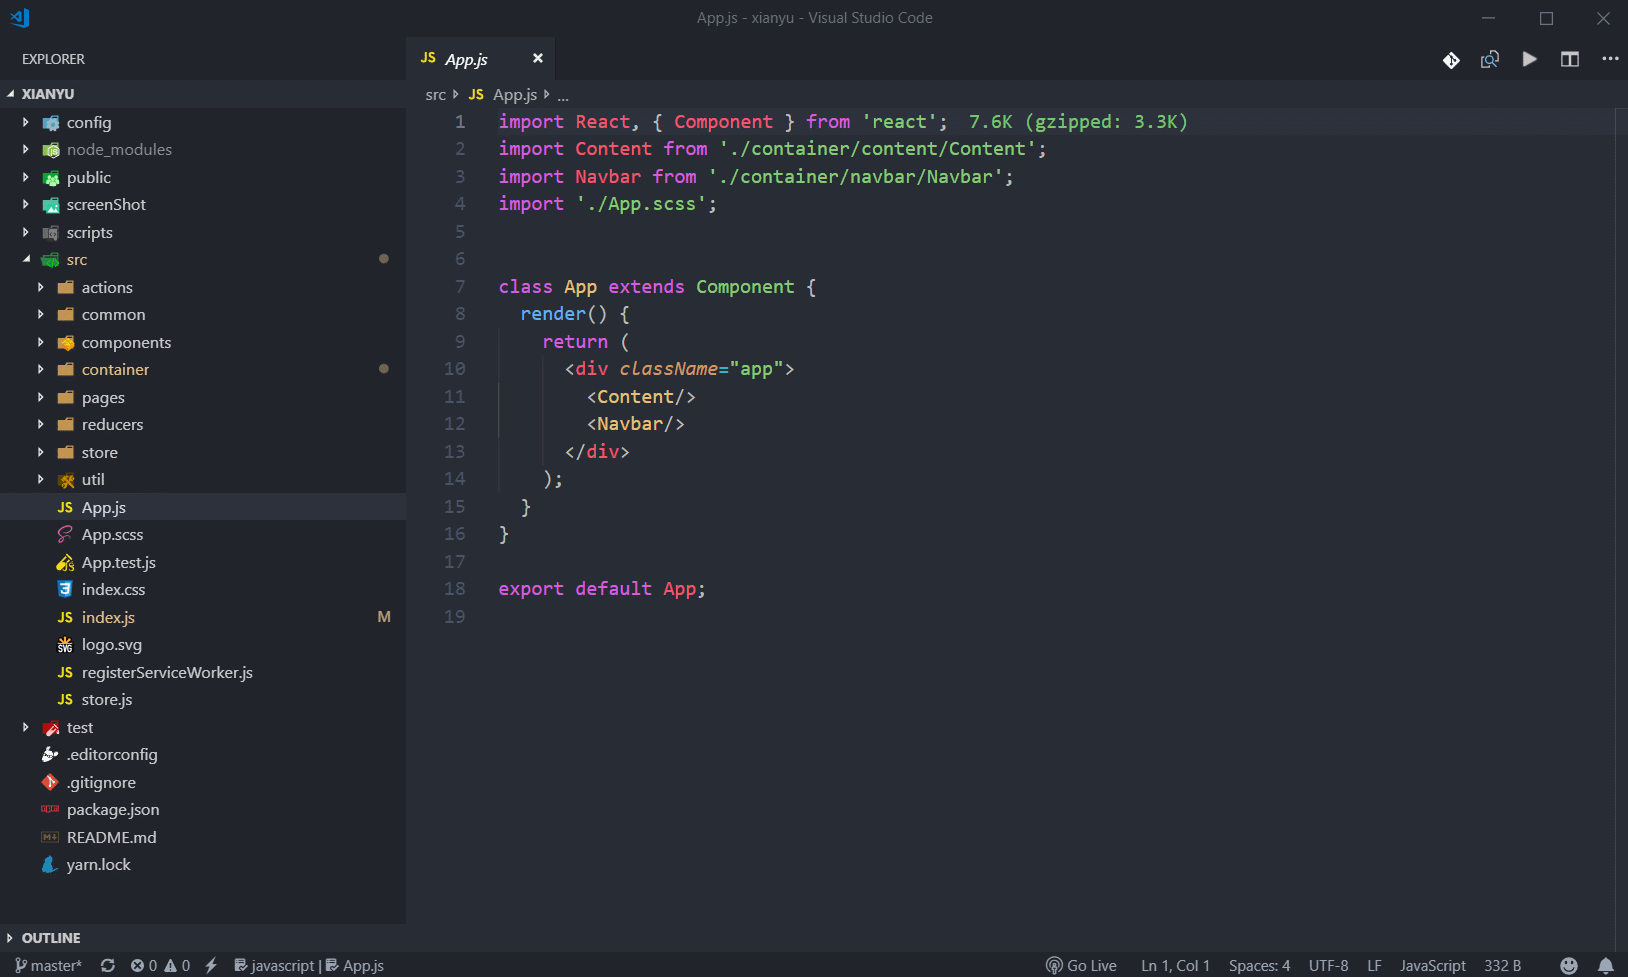 App.js - xianyu - Visual Studio Code
EXPLORER
JS App.js
XIANYU
src JS App.js ...
config
node_modules
public
screenShot
scripts
src
actions
common
components
container
pages
reducers
store
util
JS App.js
App.scss
App.test.js
index.css
JS index.js M
SVG logo.svg
JS registerServiceWorker.js
JS store.js
test
.editorconfig
.gitignore
package.json
README.md
yarn.lock
1 import React, { Component } from 'react'; 7.6K (gzipped: 3.3K)
2 import Content from './container/content/Content';
3 import Navbar from './container/navbar/Navbar';
4 import './App.scss';
5
6
7 class App extends Component {
8 render() {
9 return (
10 <div className="app">
11 <Content/>
12 <Navbar/>
13 </div>
14 );
15 }
16 }
17
18 export default App;
19
OUTLINE
master* 0 0 javascript | App.js Go Live Ln 1, Col 1 Spaces: 4 UTF-8 LF JavaScript 332 B